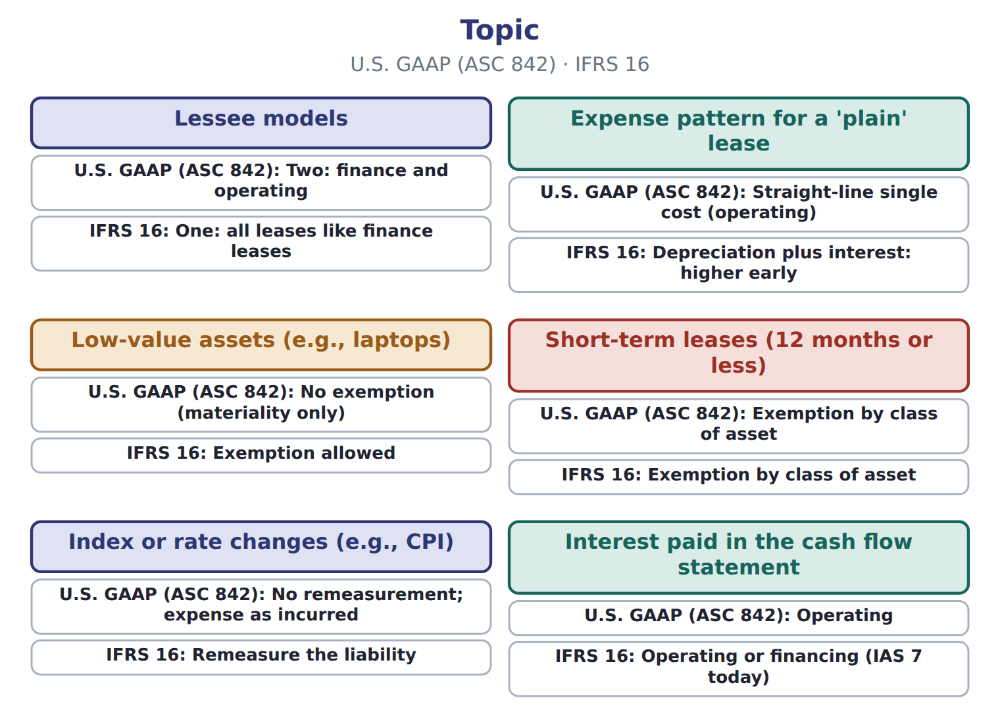 Topic
U.S. GAAP (ASC 842) · IFRS 16
Lessee models
U.S. GAAP (ASC 842): Two: finance and
operating
IFRS 16: One: all leases like finance
leases
Expense pattern for a 'plain'
lease
U.S. GAAP (ASC 842): Straight-line single
cost (operating)
IFRS 16: Depreciation plus interest:
higher early
Low-value assets (e.g., laptops)
U.S. GAAP (ASC 842): No exemption
(materiality only)
IFRS 16: Exemption allowed
Short-term leases (12 months or
less)
U.S. GAAP (ASC 842): Exemption by class
of asset
IFRS 16: Exemption by class of asset
Index or rate changes (e.g., CPI)
U.S. GAAP (ASC 842): No remeasurement;
expense as incurred
IFRS 16: Remeasure the liability
Interest paid in the cash flow
statement
U.S. GAAP (ASC 842): Operating
IFRS 16: Operating or financing (IAS 7
today)